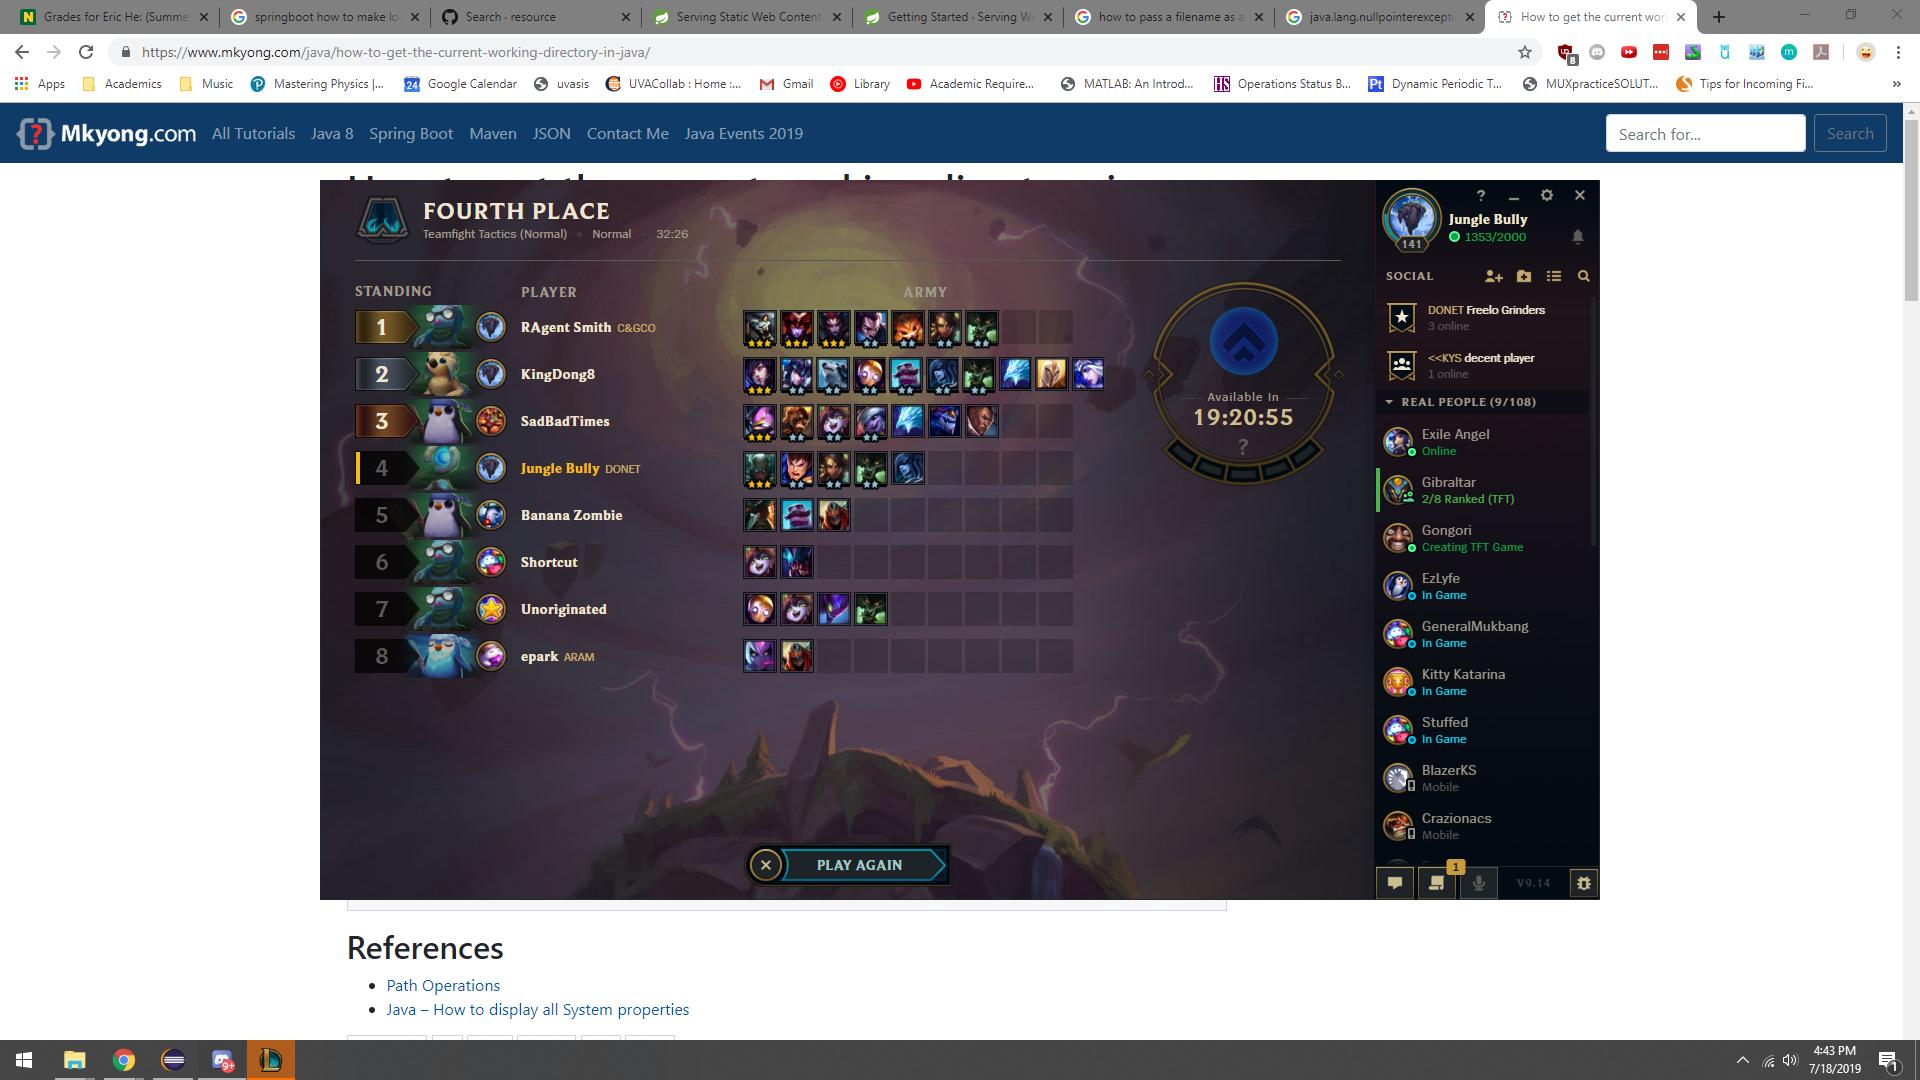 Grades for Eric He: (Summe
springboot how to make lo
Search · resource
Serving Static Web Content
Getting Started · Serving W
how to pass a filename as a
java.lang.nullpointerexcepti
How to get the current wor
https://www.mkyong.com/java/how-to-get-the-current-working-directory-in-java/
8
Apps
Academics
Music
Mastering Physics |...
24
Google Calendar
uvasis
UVACollab : Home :...
Gmail
Library
Academic Require...
MATLAB: An Introd...
HS
Operations Status B...
Pt
Dynamic Periodic T...
MUXpracticeSOLUT...
Tips for Incoming Fi...
»
Mkyong.com
All Tutorials
Java 8
Spring Boot
Maven
JSON
Contact Me
Java Events 2019
Search for...
Search
FOURTH PLACE
Teamfight Tactics (Normal) • Normal 32:26
STANDING
PLAYER
ARMY
1 RAgent Smith C&GCO
2 KingDong8
3 SadBadTimes
4 Jungle Bully DONET
5 Banana Zombie
6 Shortcut
7 Unoriginated
8 epark ARAM
Available In
19:20:55
?
PLAY AGAIN
?
Jungle Bully
1353/2000
141
SOCIAL
DONET Freelo Grinders
3 online
<<KYS decent player
1 online
REAL PEOPLE (9/108)
Exile Angel
Online
Gibraltar
2/8 Ranked (TFT)
Gongori
Creating TFT Game
EzLyfe
In Game
GeneralMukbang
In Game
Kitty Katarina
In Game
Stuffed
In Game
BlazerKS
Mobile
Crazionacs
Mobile
1
V9.14
References
Path Operations
Java – How to display all System properties
9+
4:43 PM
7/18/2019
1